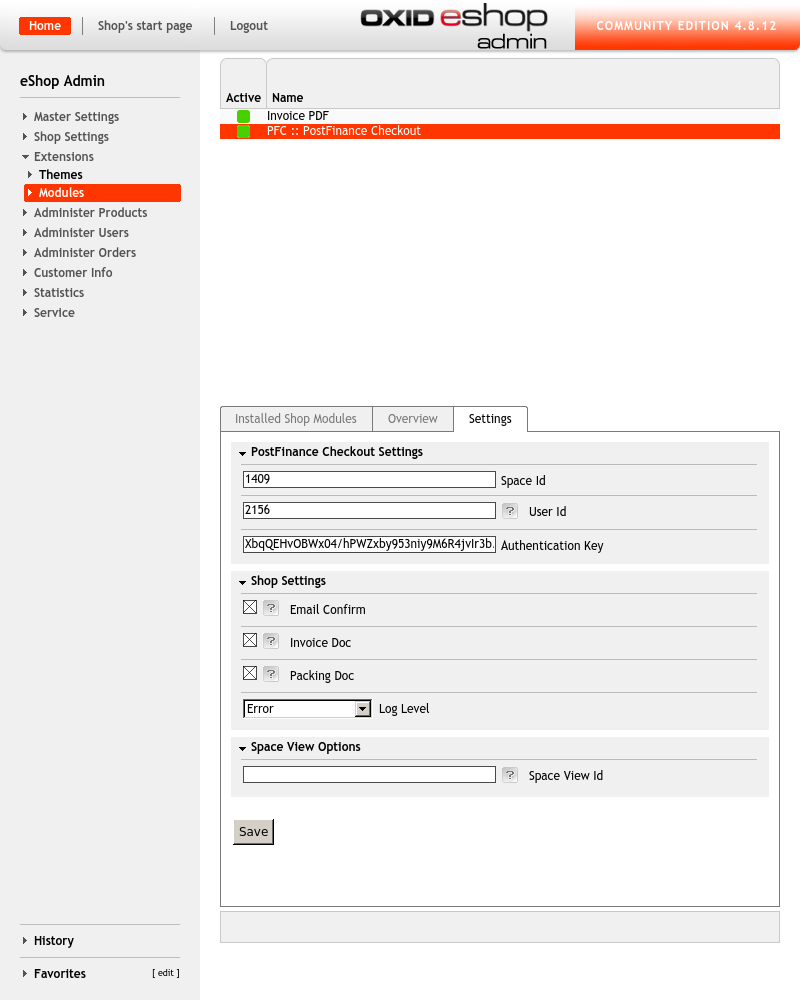 Home
Shop's start page
Logout
OXID eshop
admin
COMMUNITY EDITION 4.8.12
eShop Admin
Master Settings
Shop Settings
Extensions
Themes
Modules
Administer Products
Administer Users
Administer Orders
Customer Info
Statistics
Service
History
Favorites [ edit ]
Active Name
Invoice PDF
PFC :: PostFinance Checkout
Installed Shop Modules
Overview
Settings
PostFinance Checkout Settings
1409 Space Id
2156 ? User Id
XbqQEHvOBWx04/hPWZxby953niy9M6R4jvIr3b. Authentication Key
Shop Settings
? Email Confirm
? Invoice Doc
? Packing Doc
Error Log Level
Space View Options
? Space View Id
Save